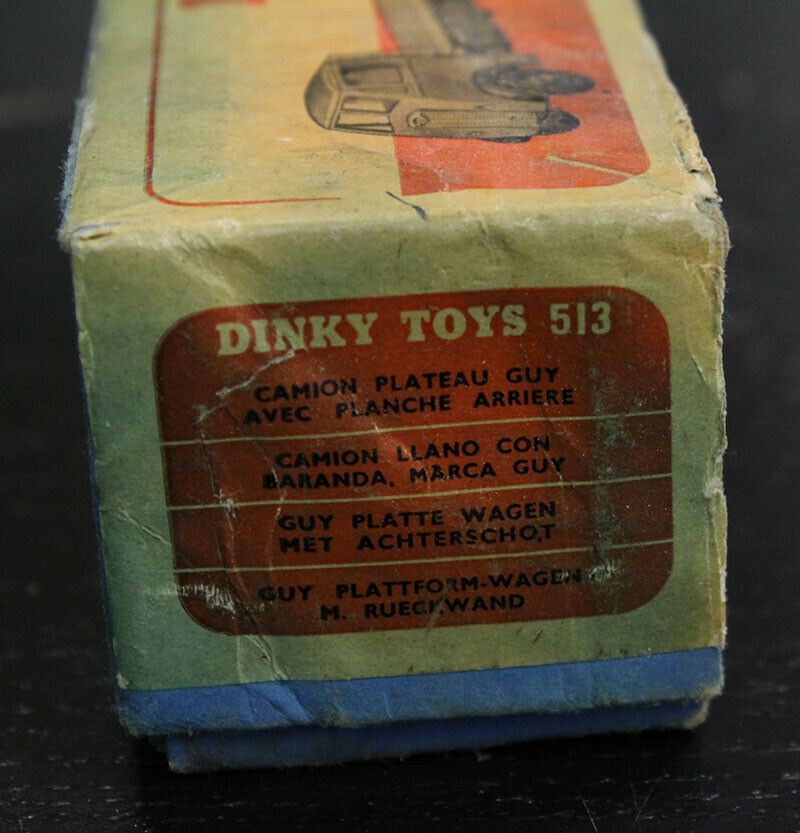 DINKY TOYS 513
CAMION PLATEAU GUY
AVEC PLANCHE ARRIERE
CAMION LLANO CON
BARANDA, MARCA GUY
GUY PLATTE WAGEN
MET ACHTERSCHOT
GUY PLATTFORM-WAGEN
M. RUECKWAND